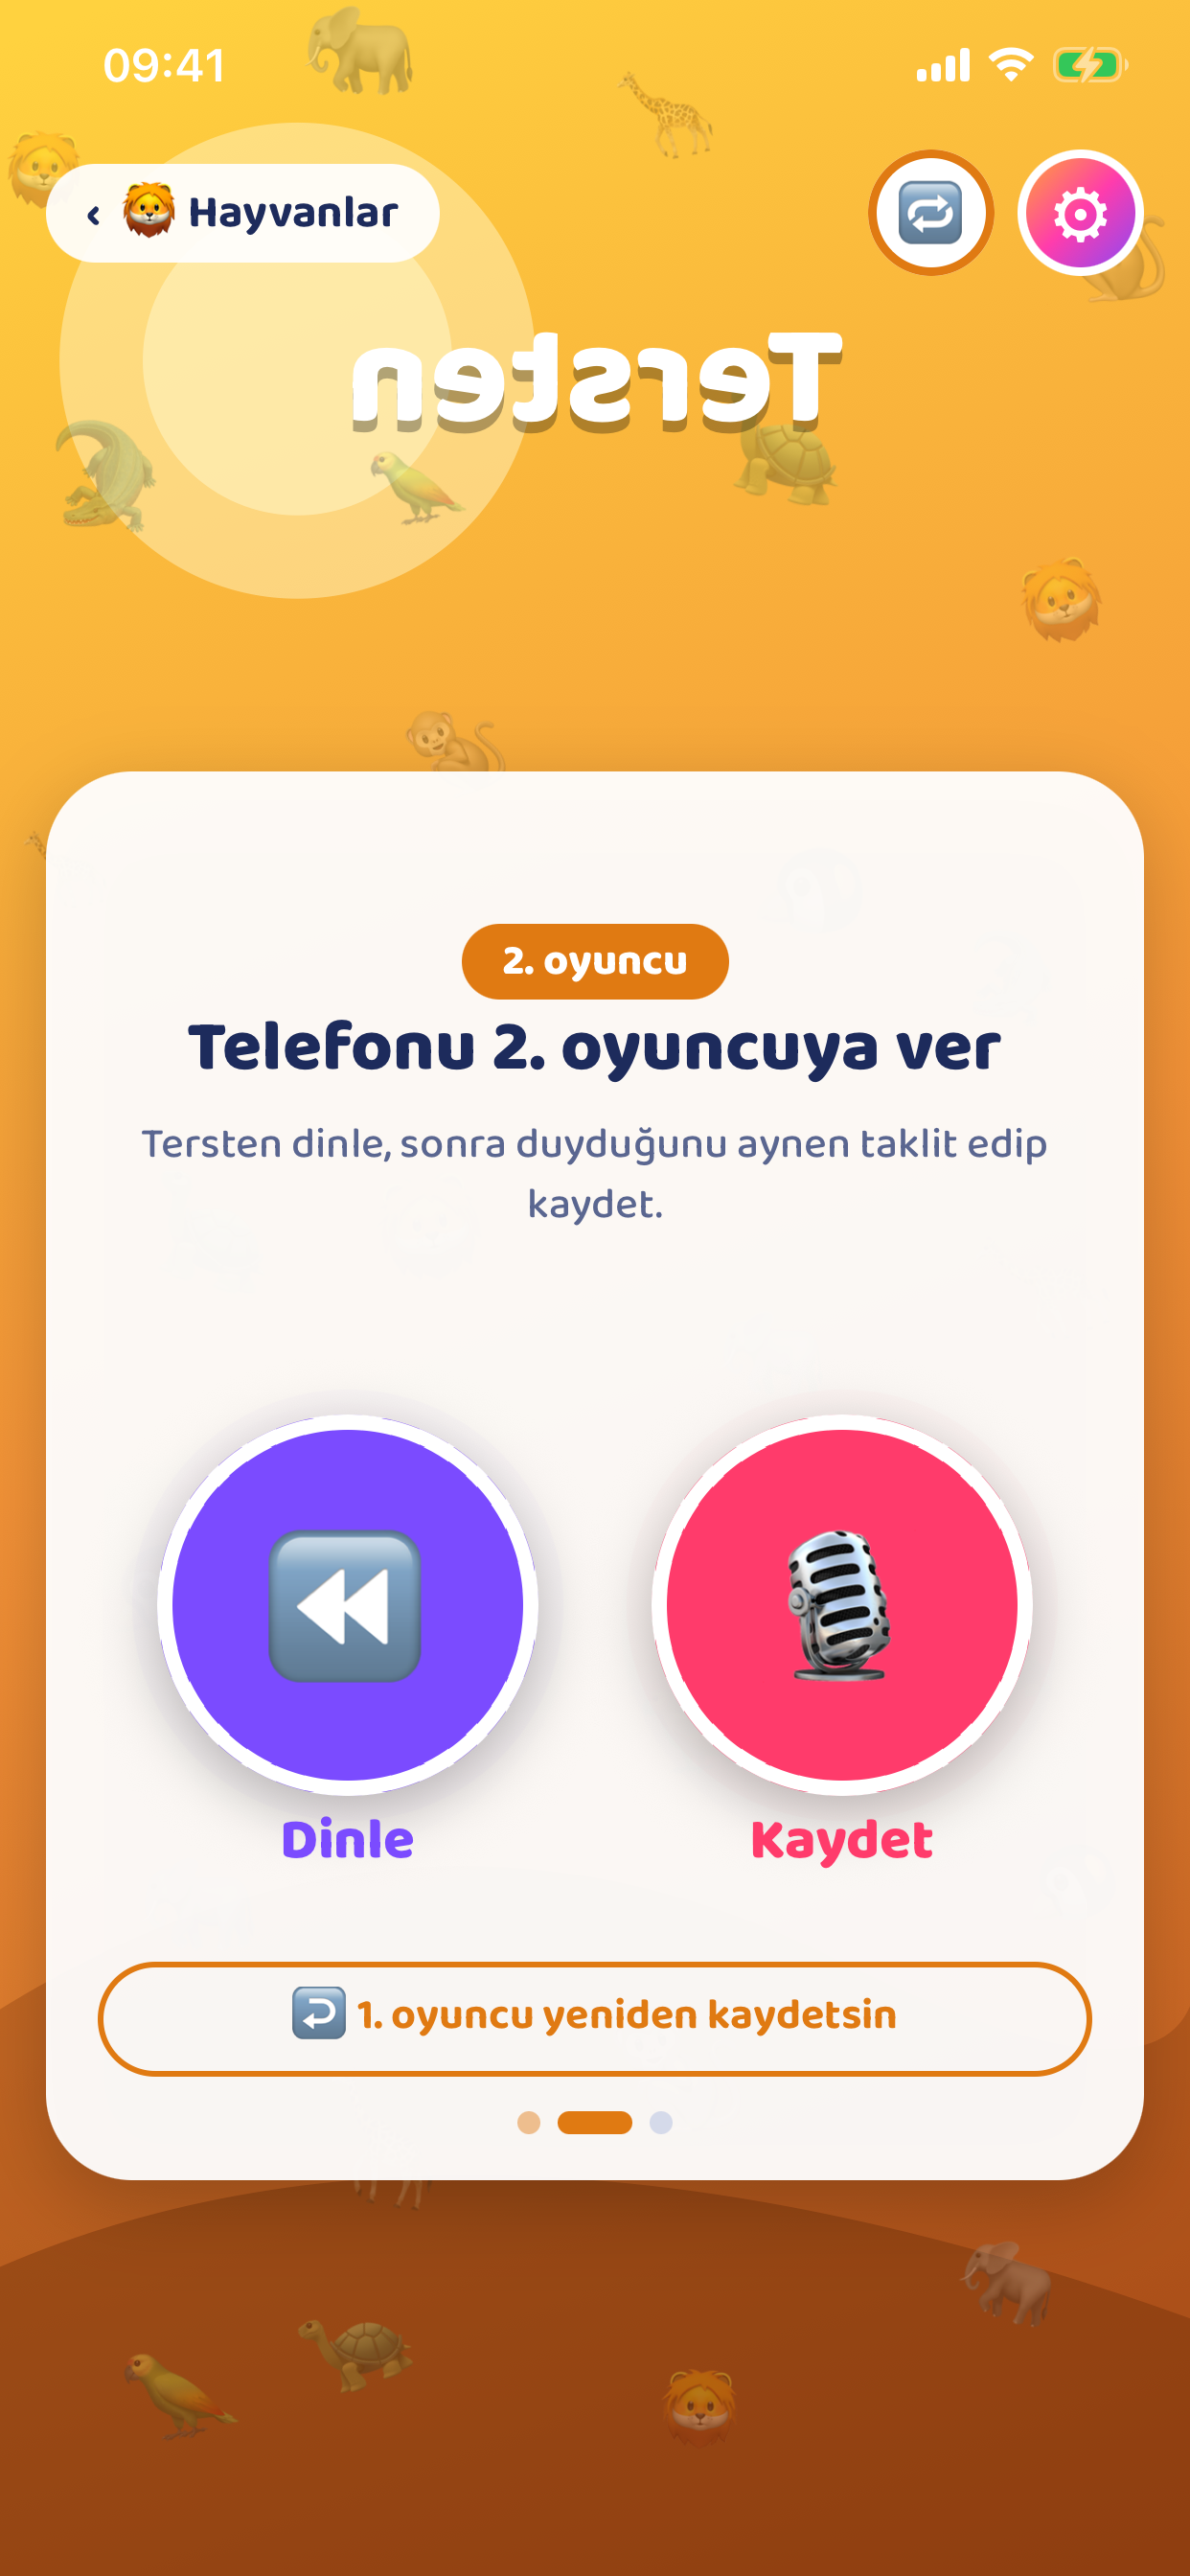 09:41
‹ Hayvanlar
Tersten
2. oyuncu
Telefonu 2. oyuncuya ver
Tersten dinle, sonra duyduğunu aynen taklit edip
kaydet.
Dinle
Kaydet
1. oyuncu yeniden kaydetsin